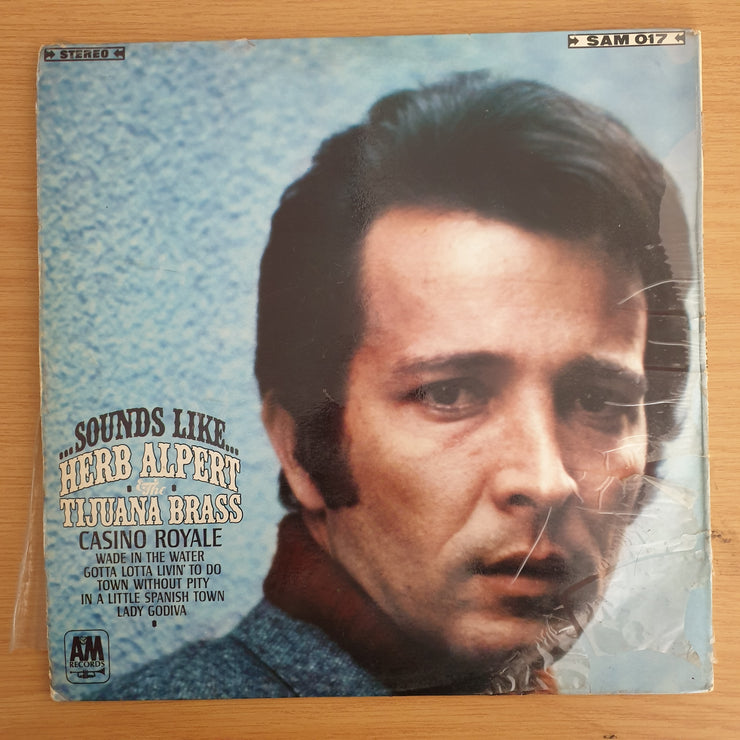 STEREO
SAM 017
...SOUNDS LIKE...
HERB ALPERT
& The
TIJUANA BRASS
CASINO ROYALE
WADE IN THE WATER
GOTTA LOTTA LIVIN' TO DO
TOWN WITHOUT PITY
IN A LITTLE SPANISH TOWN
LADY GODIVA
A&M
RECORDS